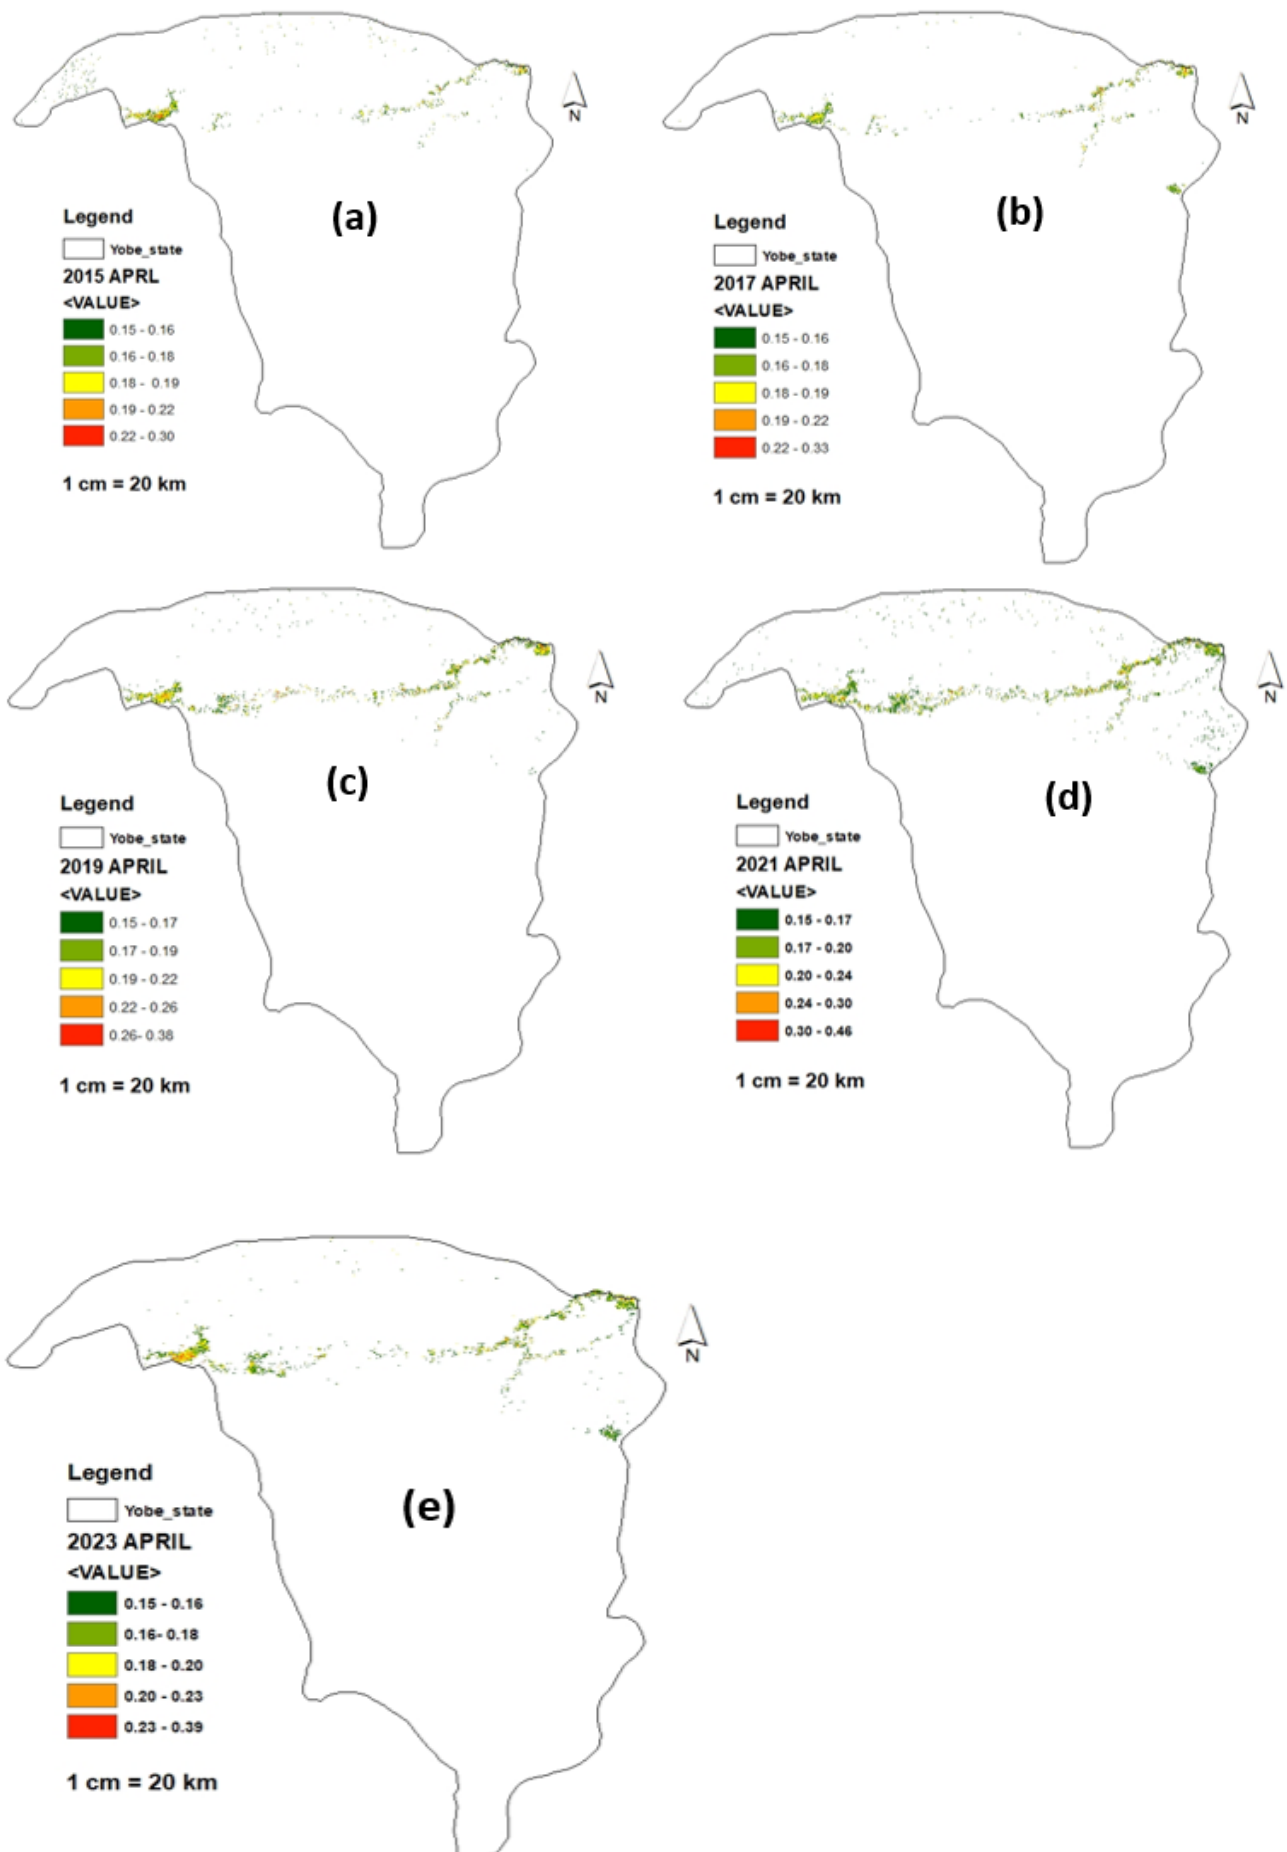 N
(a)
Legend
Yobe_state
2015 APRL
<VALUE>
0.15 - 0.16
0.16 - 0.18
0.18 - 0.19
0.19 - 0.22
0.22 - 0.30
1 cm = 20 km
N
(b)
Legend
Yobe_state
2017 APRIL
<VALUE>
0.15 - 0.16
0.16 - 0.18
0.18 - 0.19
0.19 - 0.22
0.22 - 0.33
1 cm = 20 km
N
(c)
Legend
Yobe_state
2019 APRIL
<VALUE>
0.15 - 0.17
0.17 - 0.19
0.19 - 0.22
0.22 - 0.26
0.26- 0.38
1 cm = 20 km
N
(d)
Legend
Yobe_state
2021 APRIL
<VALUE>
0.15 - 0.17
0.17 - 0.20
0.20 - 0.24
0.24 - 0.30
0.30 - 0.46
1 cm = 20 km
N
(e)
Legend
Yobe_state
2023 APRIL
<VALUE>
0.15 - 0.16
0.16- 0.18
0.18 - 0.20
0.20 - 0.23
0.23 - 0.39
1 cm = 20 km